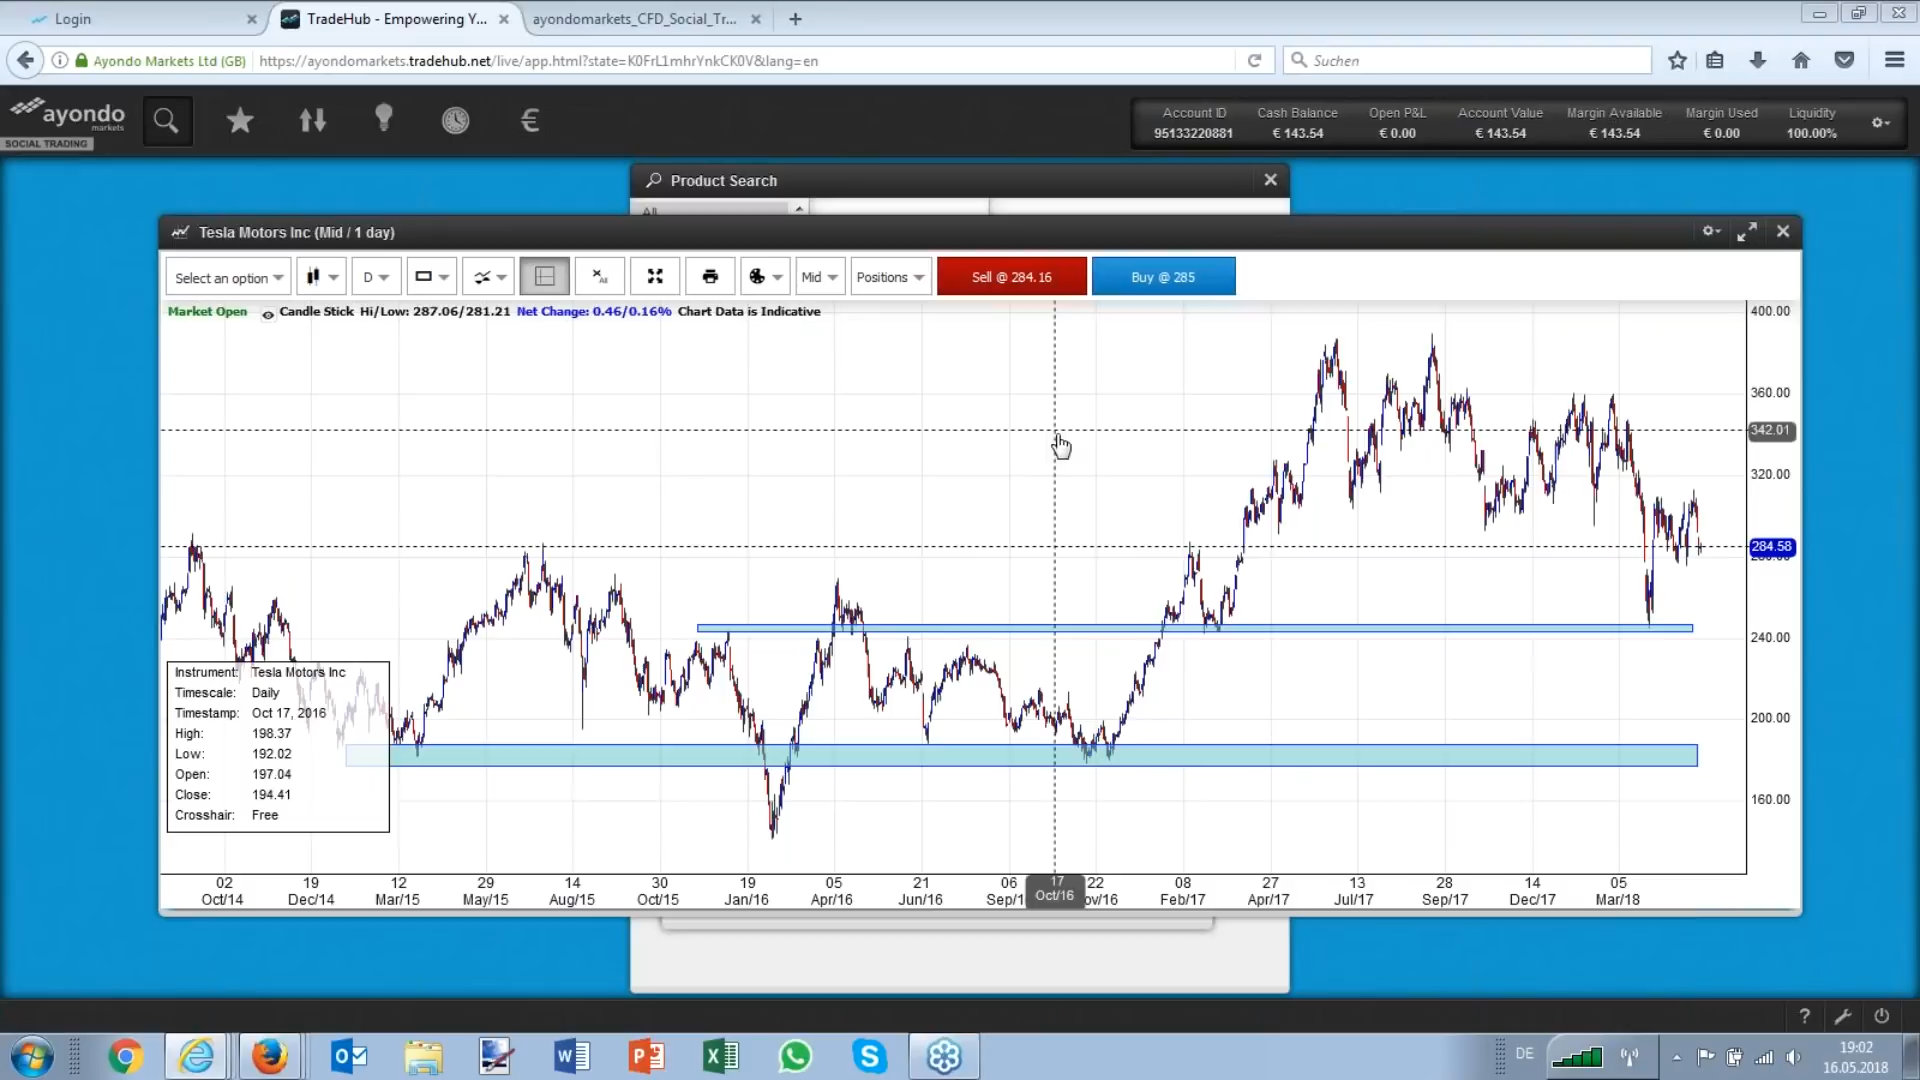 Login
TradeHub - Empowering Y...
ayondomarkets_CFD_Social_Tr...
Ayondo Markets Ltd (GB)
https://ayondomarkets.tradehub.net/live/app.html?state=K0FrL1mhrYnkCK0V&lang=en
Suchen
ayondo
markets
SOCIAL TRADING
Account ID
95133220881
Cash Balance
€ 143.54
Open P&L
€ 0.00
Account Value
€ 143.54
Margin Available
€ 143.54
Margin Used
€ 0.00
Liquidity
100.00%
Product Search
All
Tesla Motors Inc (Mid / 1 day)
Select an option
D
All
Mid
Positions
Sell @ 284.16
Buy @ 285
Market Open
Candle Stick Hi/Low: 287.06/281.21 Net Change: 0.46/0.16% Chart Data is Indicative
400.00
360.00
342.01
320.00
284.58
240.00
200.00
160.00
Instrument: Tesla Motors Inc
Timescale: Daily
Timestamp: Oct 17, 2016
High: 198.37
Low: 192.02
Open: 197.04
Close: 194.41
Crosshair: Free
02 19 12 29 14 30 19 05 21 06 17 22 08 27 13 28 14 05
Oct/14 Dec/14 Mar/15 May/15 Aug/15 Oct/15 Jan/16 Apr/16 Jun/16 Sep/1 Oct/16 ov/16 Feb/17 Apr/17 Jul/17 Sep/17 Dec/17 Mar/18
DE
19:02
16.05.2018